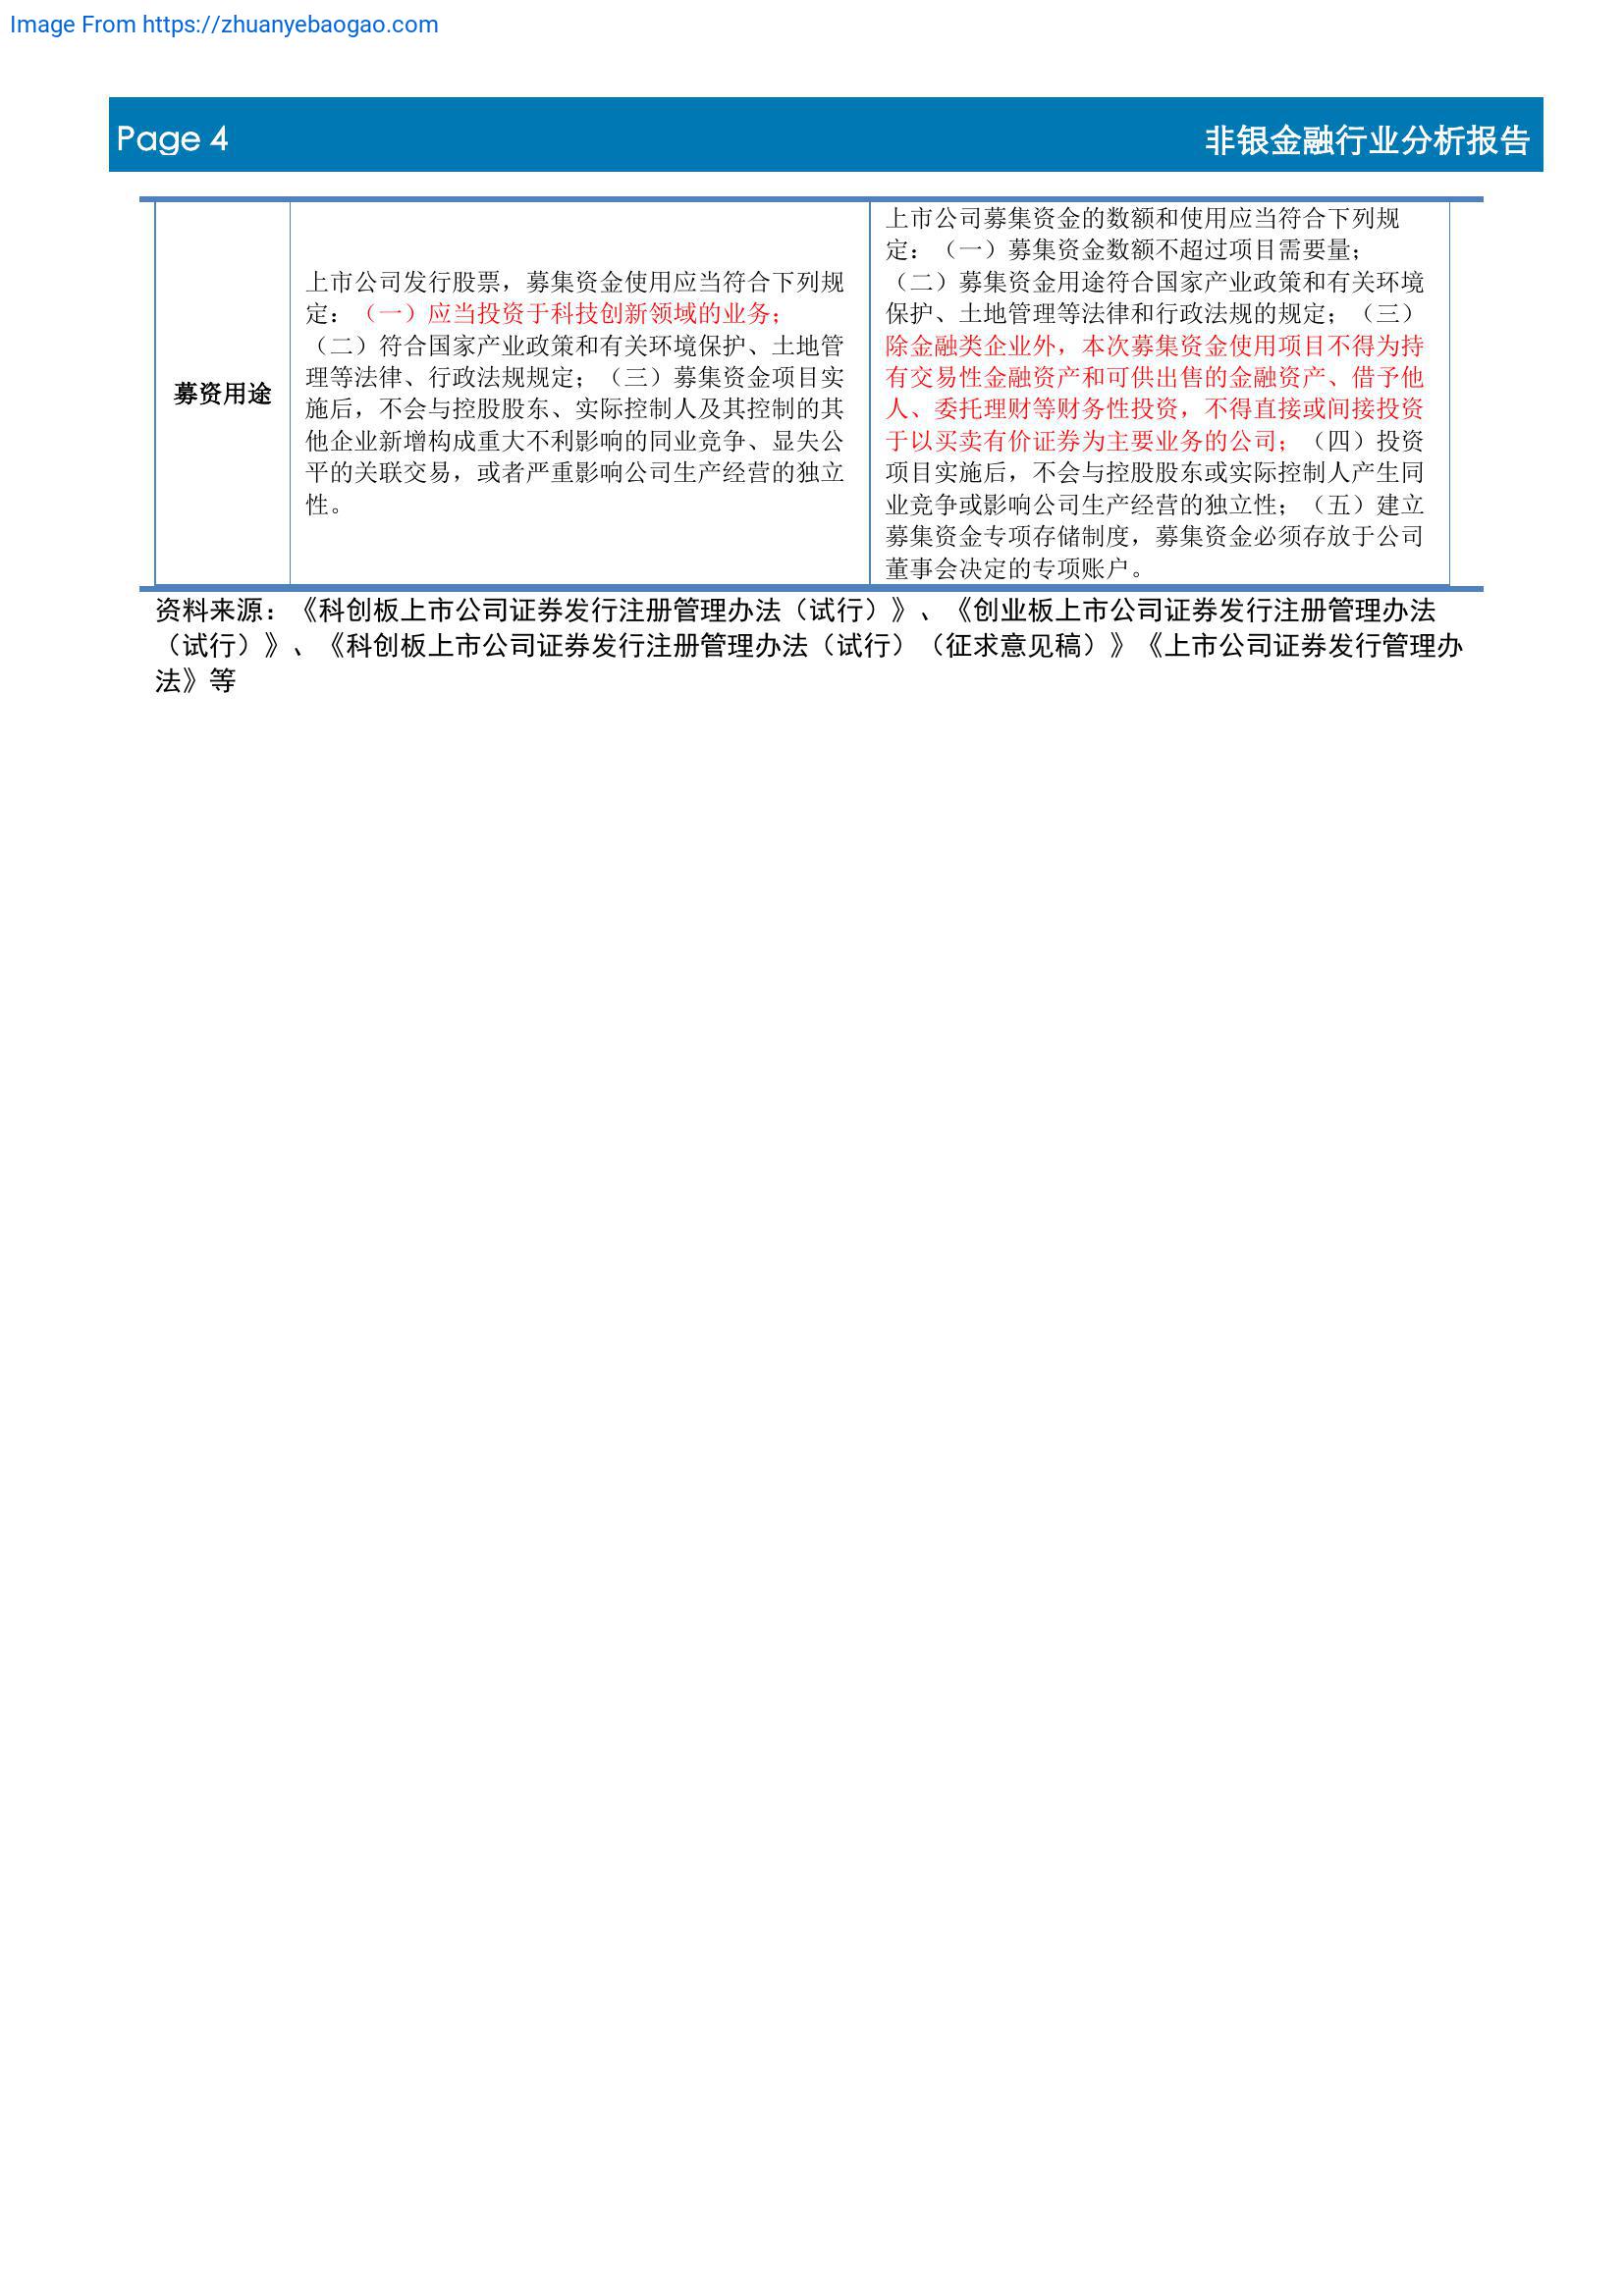 Image From https://zhuanyebaogao.com
Page 4
非银金融行业分析报告
募资用途
上市公司发行股票，募集资金使用应当符合下列规
定：（一）应当投资于科技创新领域的业务；
（二）符合国家产业政策和有关环境保护、土地管
理等法律、行政法规规定；（三）募集资金项目实
施后，不会与控股股东、实际控制人及其控制的其
他企业新增构成重大不利影响的同业竞争、显失公
平的关联交易，或者严重影响公司生产经营的独立
性。
上市公司募集资金的数额和使用应当符合下列规
定：（一）募集资金数额不超过项目需要量；
（二）募集资金用途符合国家产业政策和有关环境
保护、土地管理等法律和行政法规的规定；（三）
除金融类企业外，本次募集资金使用项目不得为持
有交易性金融资产和可供出售的金融资产、借予他
人、委托理财等财务性投资，不得直接或间接投资
于以买卖有价证券为主要业务的公司；（四）投资
项目实施后，不会与控股股东或实际控制人产生同
业竞争或影响公司生产经营的独立性；（五）建立
募集资金专项存储制度，募集资金必须存放于公司
董事会决定的专项账户。
资料来源：《科创板上市公司证券发行注册管理办法（试行）》、《创业板上市公司证券发行注册管理办法
（试行）》、《科创板上市公司证券发行注册管理办法（试行）（征求意见稿）》《上市公司证券发行管理办
法》等